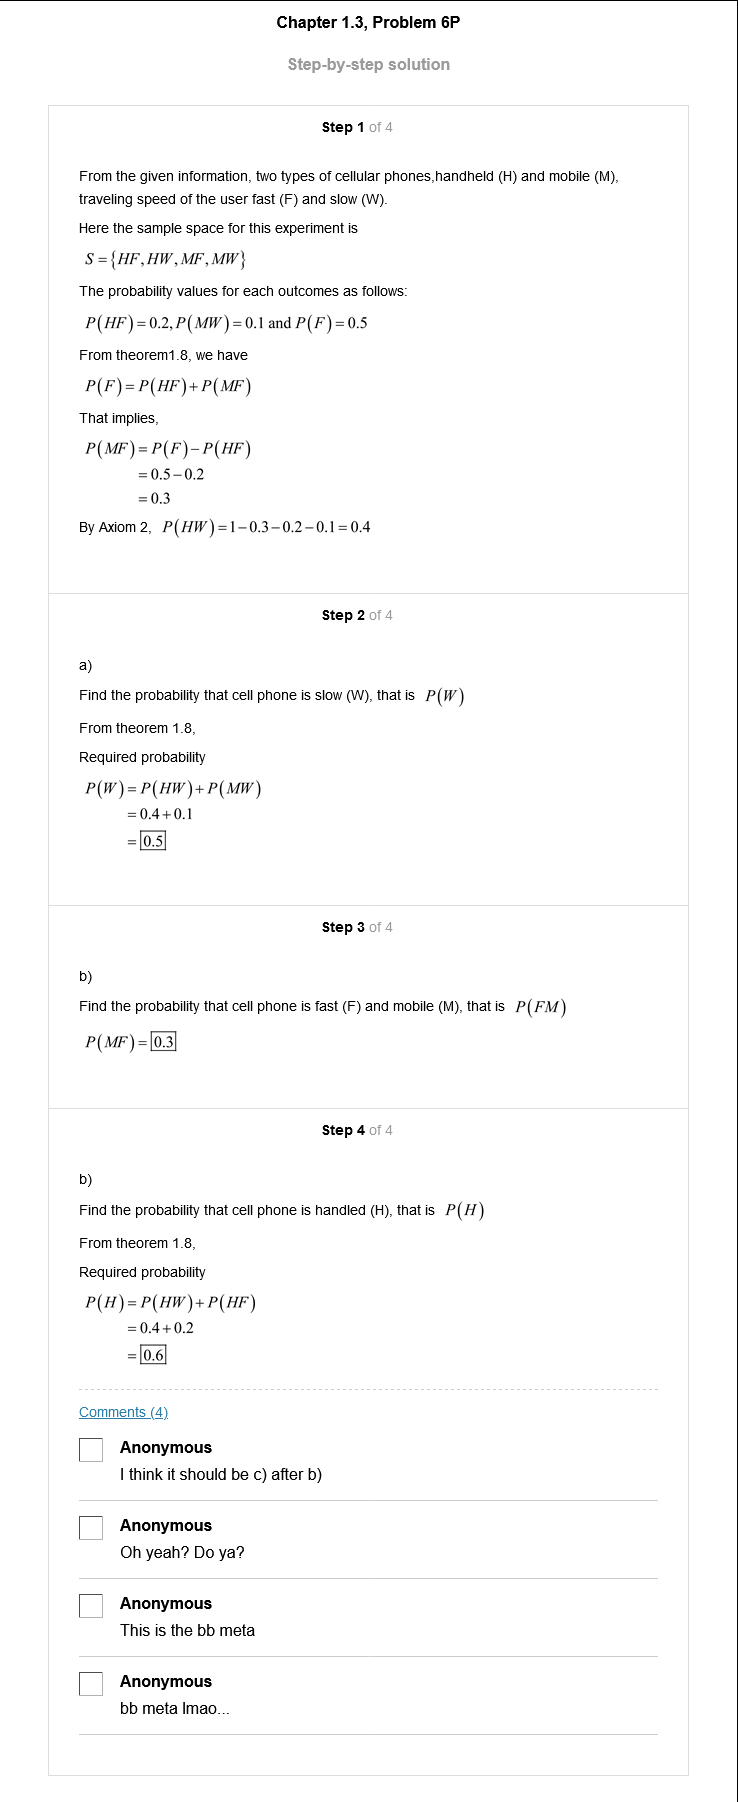 Chapter 1.3, Problem 6P
Step-by-step solution
Step 1 of 4
From the given information, two types of cellular phones,handheld (H) and mobile (M),
traveling speed of the user fast (F) and slow (W).
Here the sample space for this experiment is
S = {HF, HW, MF, MW}
The probability values for each outcomes as follows:
P(HF) = 0.2, P(MW) = 0.1 and P(F) = 0.5
From theorem1.8, we have
P(F) = P(HF) + P(MF)
That implies,
P(MF) = P(F) − P(HF)
= 0.5 − 0.2
= 0.3
By Axiom 2, P(HW) = 1 − 0.3 − 0.2 − 0.1 = 0.4
Step 2 of 4
a)
Find the probability that cell phone is slow (W), that is P(W)
From theorem 1.8,
Required probability
P(W) = P(HW) + P(MW)
= 0.4 + 0.1
= 0.5
Step 3 of 4
b)
Find the probability that cell phone is fast (F) and mobile (M), that is P(FM)
P(MF) = 0.3
Step 4 of 4
b)
Find the probability that cell phone is handled (H), that is P(H)
From theorem 1.8,
Required probability
P(H) = P(HW) + P(HF)
= 0.4 + 0.2
= 0.6
Comments (4)
Anonymous
I think it should be c) after b)
Anonymous
Oh yeah? Do ya?
Anonymous
This is the bb meta
Anonymous
bb meta lmao...